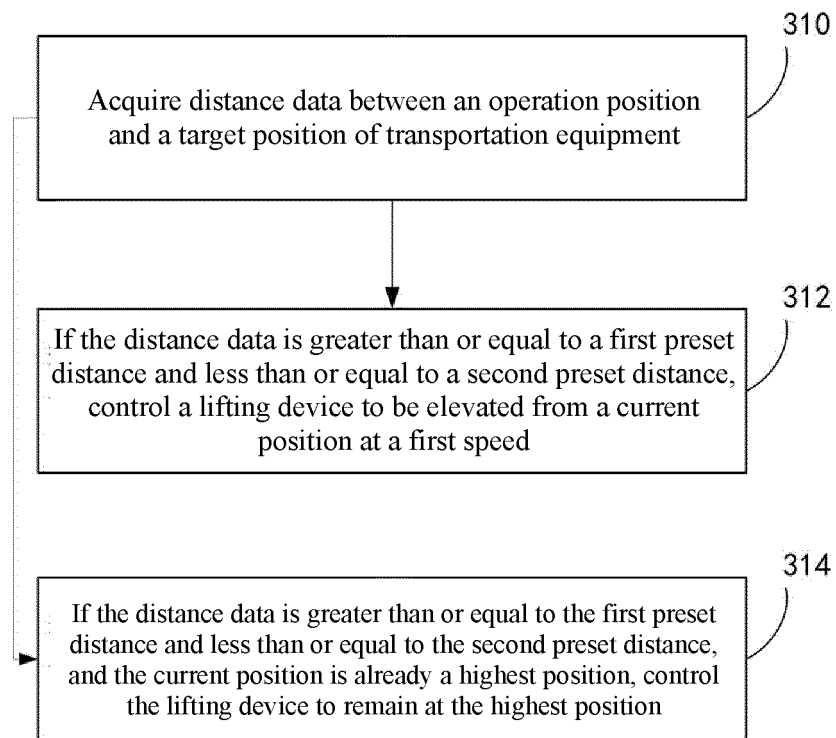 310
Acquire distance data between an operation position
and a target position of transportation equipment
312
If the distance data is greater than or equal to a first preset
distance and less than or equal to a second preset distance,
control a lifting device to be elevated from a current
position at a first speed
314
If the distance data is greater than or equal to the first preset
distance and less than or equal to the second preset distance,
and the current position is already a highest position, control
the lifting device to remain at the highest position